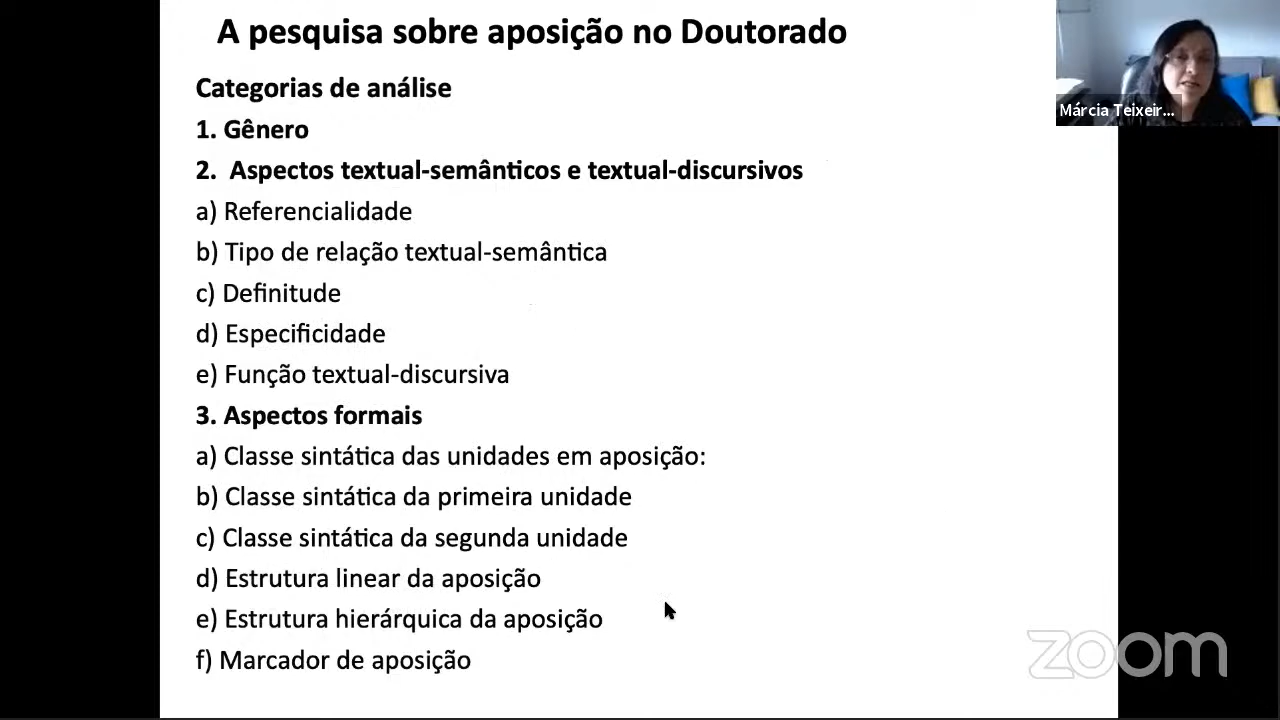 A pesquisa sobre aposição no Doutorado
Categorias de análise
1. Gênero
2. Aspectos textual-semânticos e textual-discursivos
a) Referencialidade
b) Tipo de relação textual-semântica
c) Definitude
d) Especificidade
e) Função textual-discursiva
3. Aspectos formais
a) Classe sintática das unidades em aposição:
b) Classe sintática da primeira unidade
c) Classe sintática da segunda unidade
d) Estrutura linear da aposição
e) Estrutura hierárquica da aposição
f) Marcador de aposição
Márcia Teixeir...
zoom